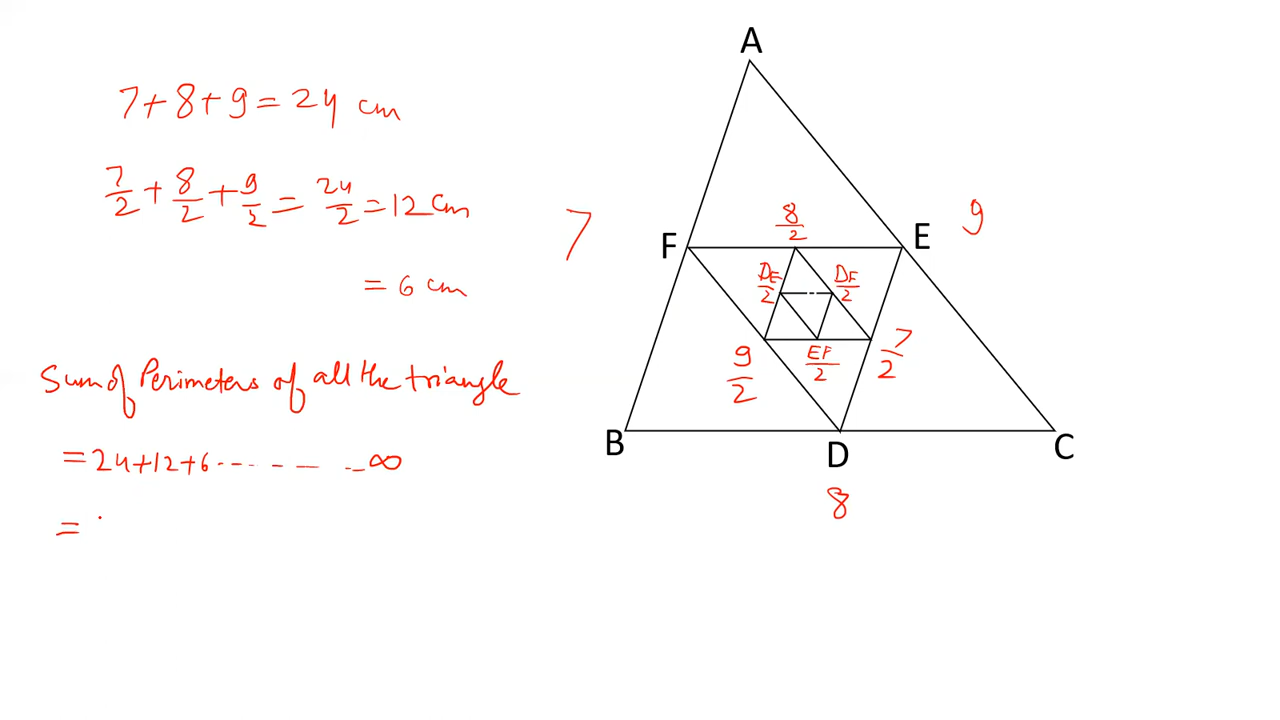 7+8+9=24 cm
7/2+8/2+9/2=24/2=12cm
=6 cm
Sum of Perimeters of all the triangle
=24+12+6-----...∞
=
A
8/2
9
7
F
E
DE/2
DF/2
9/2
EF/2
7/2
B
D
C
8